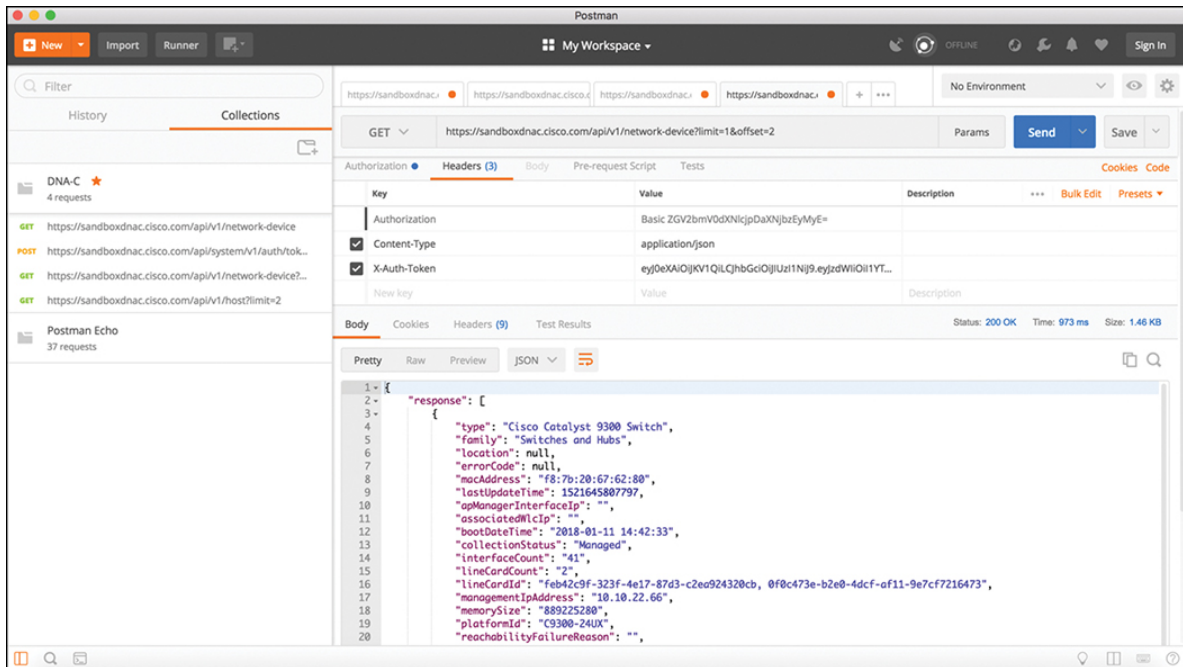 Postman
New
Import
Runner
My Workspace
OFFLINE
Sign In
Filter
History
Collections
DNA-C
4 requests
GET https://sandboxdnac.cisco.com/api/v1/network-device
POST https://sandboxdnac.cisco.com/api/system/v1/auth/tok...
GET https://sandboxdnac.cisco.com/api/v1/network-device?...
GET https://sandboxdnac.cisco.com/api/v1/host?limit=2
Postman Echo
37 requests
https://sandboxdnac.c
https://sandboxdnac.cisco.c
https://sandboxdnac.c
https://sandboxdnac.c
+
•••
No Environment
GET
https://sandboxdnac.cisco.com/api/v1/network-device?limit=1&offset=2
Params
Send
Save
Authorization
Headers (3)
Body
Pre-request Script
Tests
Cookies
Code
Key
Value
Description
•••
Bulk Edit
Presets
Authorization
Basic ZGV2bmV0dXNlcjpDaXNjbzEyMyE=
Content-Type
application/json
X-Auth-Token
eyJ0eXAiOiJKV1QiLCJhbGciOiJIUzI1NiJ9.eyJzdWIiOiI1YT...
New key
Value
Description
Body
Cookies
Headers (9)
Test Results
Status: 200 OK
Time: 973 ms
Size: 1.46 KB
Pretty
Raw
Preview
JSON
1 {
2 "response": [
3 {
4 "type": "Cisco Catalyst 9300 Switch",
5 "family": "Switches and Hubs",
6 "location": null,
7 "errorCode": null,
8 "macAddress": "f8:7b:20:67:62:80",
9 "lastUpdateTime": 1521645807797,
10 "apManagerInterfaceIp": "",
11 "associatedWlcIp": "",
12 "bootDateTime": "2018-01-11 14:42:33",
13 "collectionStatus": "Managed",
14 "interfaceCount": "41",
15 "lineCardCount": "2",
16 "lineCardId": "feb42c9f-323f-4e17-87d3-c2ea924320cb, 0f0c473e-b2e0-4dcf-af11-9e7cf7216473",
17 "managementIpAddress": "10.10.22.66",
18 "memorySize": "889225280",
19 "platformId": "C9300-24UX",
20 "reachabilityFailureReason": "",